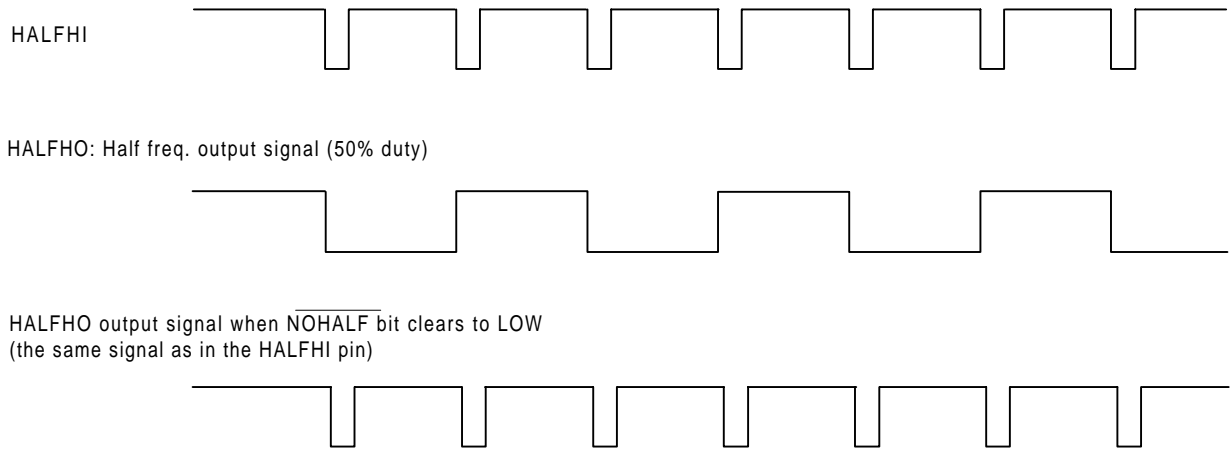 HALFHI
HALFHO: Half freq. output signal (50% duty)
HALFHO output signal when NOHALF bit clears to LOW
(the same signal as in the HALFHI pin)